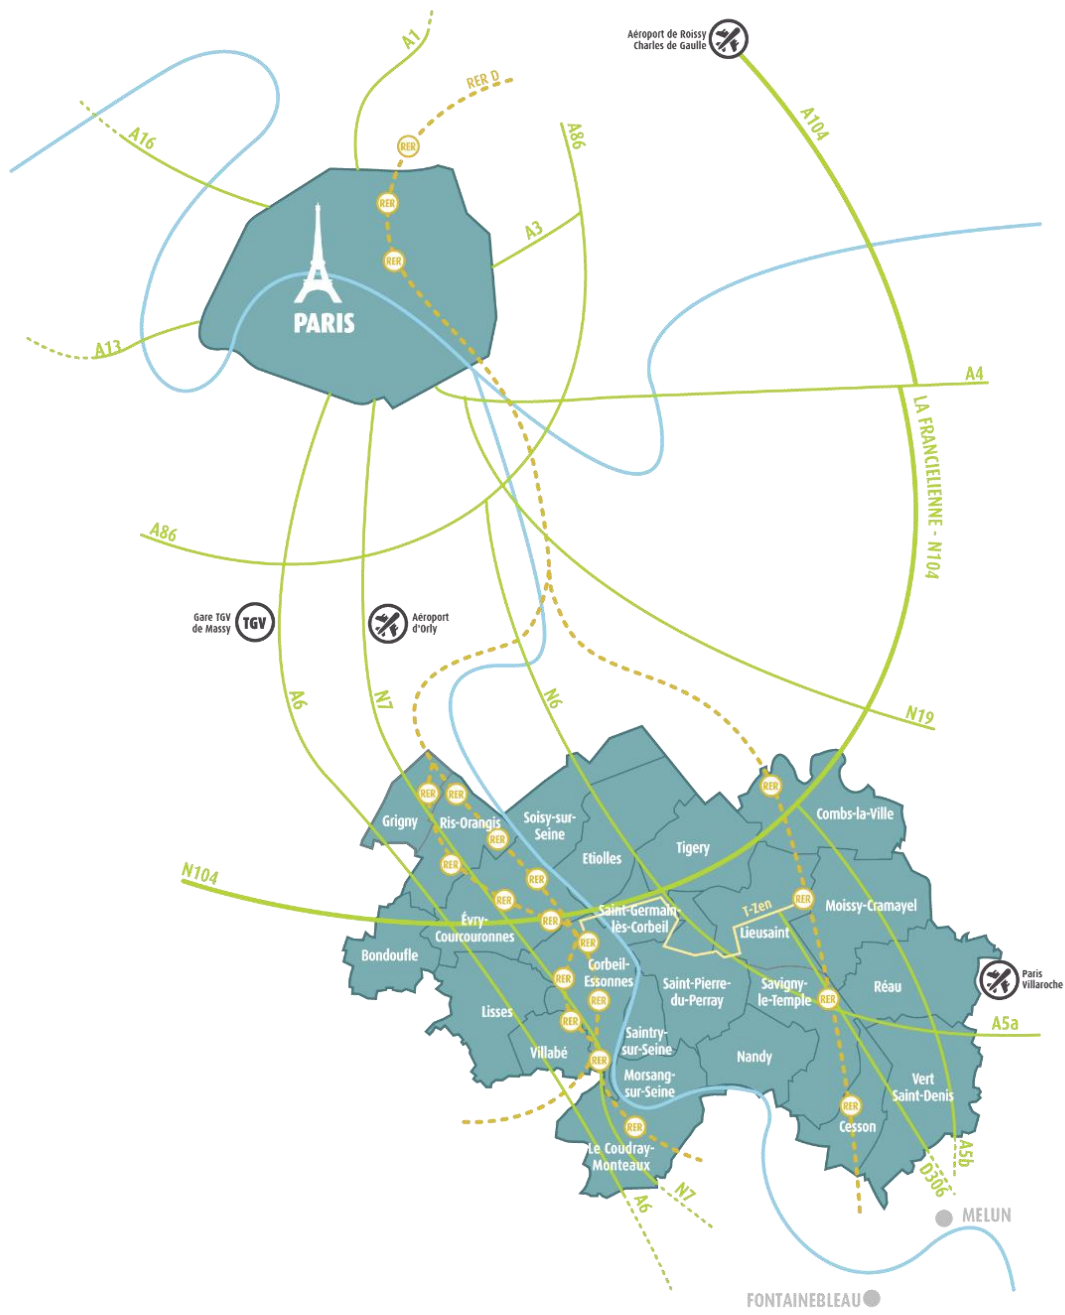 A1
Aéroport de Roissy
Charles de Gaulle
RER D
A104
A16
A86
RER
RER
A3
RER
PARIS
A13
A4
LA FRANCIELIENNE - N104
A86
Gare TGV
de Massy
TGV
Aéroport
d'Orly
A6
N7
N6
N19
RER
RER
RER
Combs-la-Ville
Grigny
Ris-Orangis
Soisy-sur-
Seine
RER
Tigery
Etiolles
RER
N104
RER
RER
RER
T-Zen
Moissy-Cramayel
Saint-Germain-
lès-Corbeil
Évry-
Courcouronnes
RER
Lieusaint
RER
Bondoufle
Corbeil-
Essonnes
RER
Saint-Pierre-
du-Perray
Savigny-
le-Temple
RER
Réau
Paris
Villaroche
RER
Lisses
RER
A5a
Saintry-
sur-Seine
Villabé
RER
Nandy
Morsang-
sur-Seine
Vert
Saint-Denis
RER
Cesson
RER
Le Coudray-
Monteaux
A5b
D306
A6
N7
MELUN
FONTAINEBLEAU